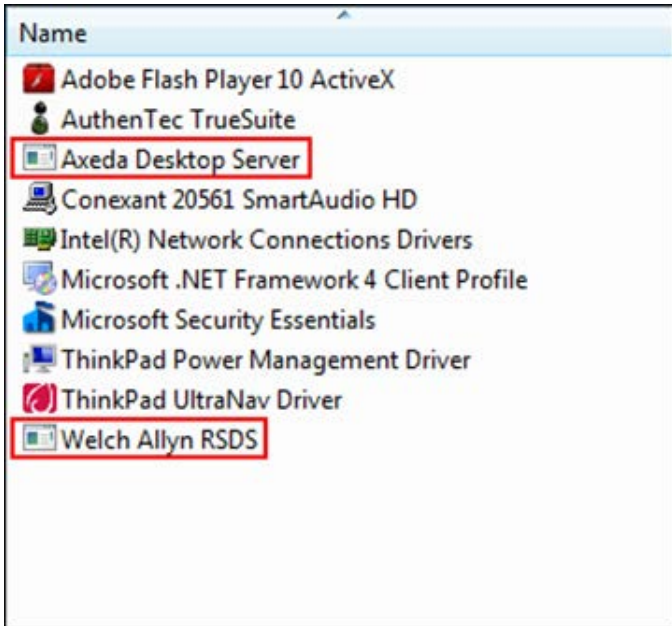 Name
Adobe Flash Player 10 ActiveX
AuthenTec TrueSuite
Axeda Desktop Server
Conexant 20561 SmartAudio HD
Intel(R) Network Connections Drivers
Microsoft .NET Framework 4 Client Profile
Microsoft Security Essentials
ThinkPad Power Management Driver
ThinkPad UltraNav Driver
Welch Allyn RSDS